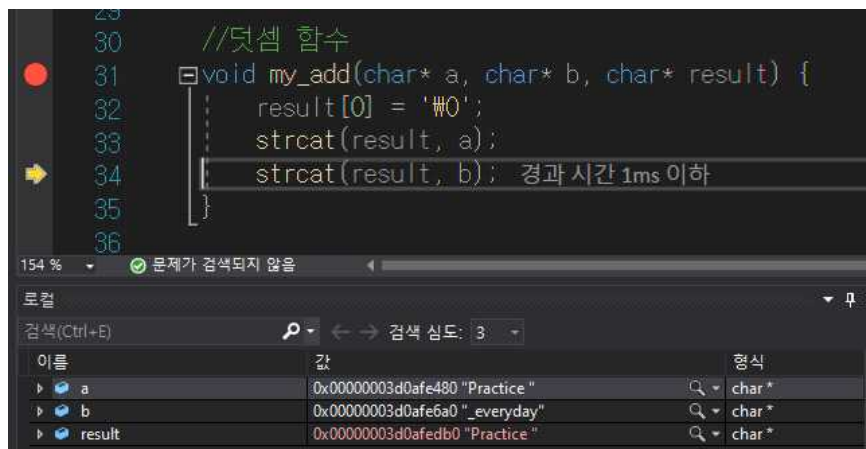 29
30 //덧셈 함수
31 void my_add(char* a, char* b, char* result) {
32 result[0] = '₩0';
33 strcat(result, a);
34 strcat(result, b); 경과 시간 1ms 이하
35 }
36
154 % 문제가 검색되지 않음
로컬
검색(Ctrl+E) 검색 심도: 3
이름 값 형식
a 0x00000003d0afe480 "Practice " char *
b 0x00000003d0afe6a0 "_everyday" char *
result 0x00000003d0afedb0 "Practice " char *